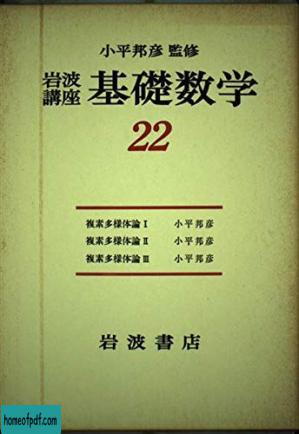 小平邦彦 監修
岩波講座 基礎数学
22
複素多様体論 I 小平邦彦
複素多様体論 II 小平邦彦
複素多様体論 III 小平邦彦
岩波書店
homeofpdf.com